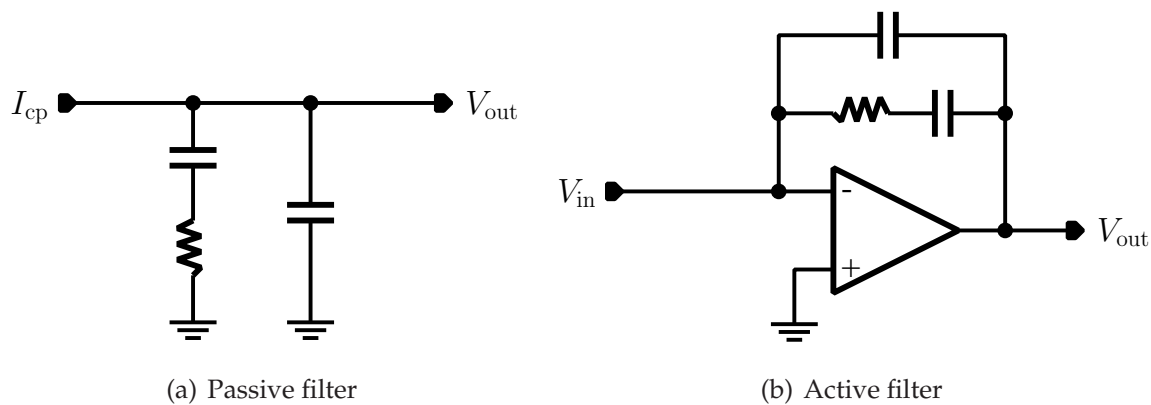 I_cp
V_out
(a) Passive filter
V_in
-
+
V_out
(b) Active filter